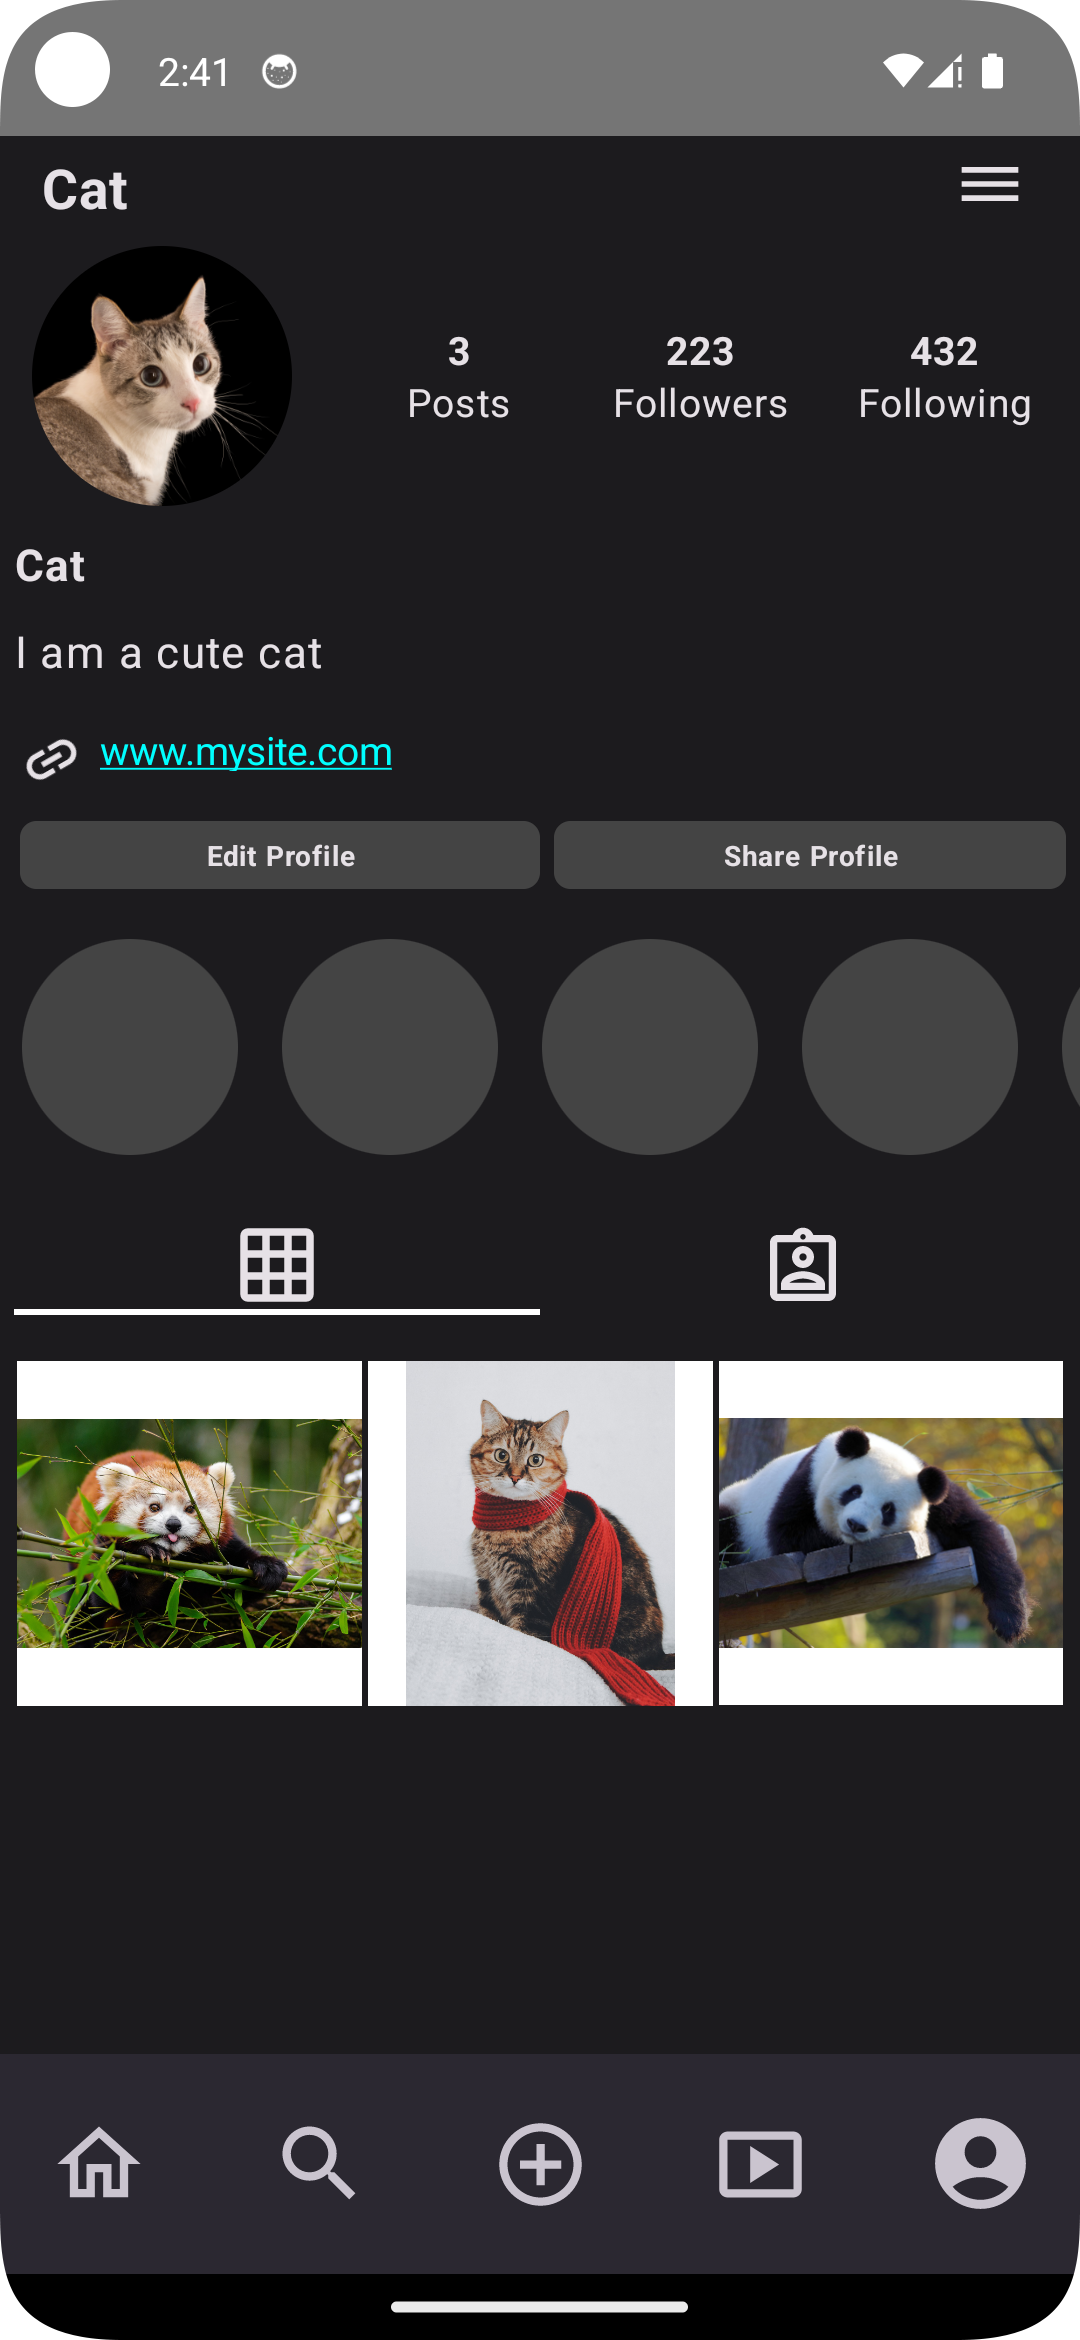 2:41
Cat
3
Posts
223
Followers
432
Following
Cat
I am a cute cat
www.mysite.com
Edit Profile
Share Profile